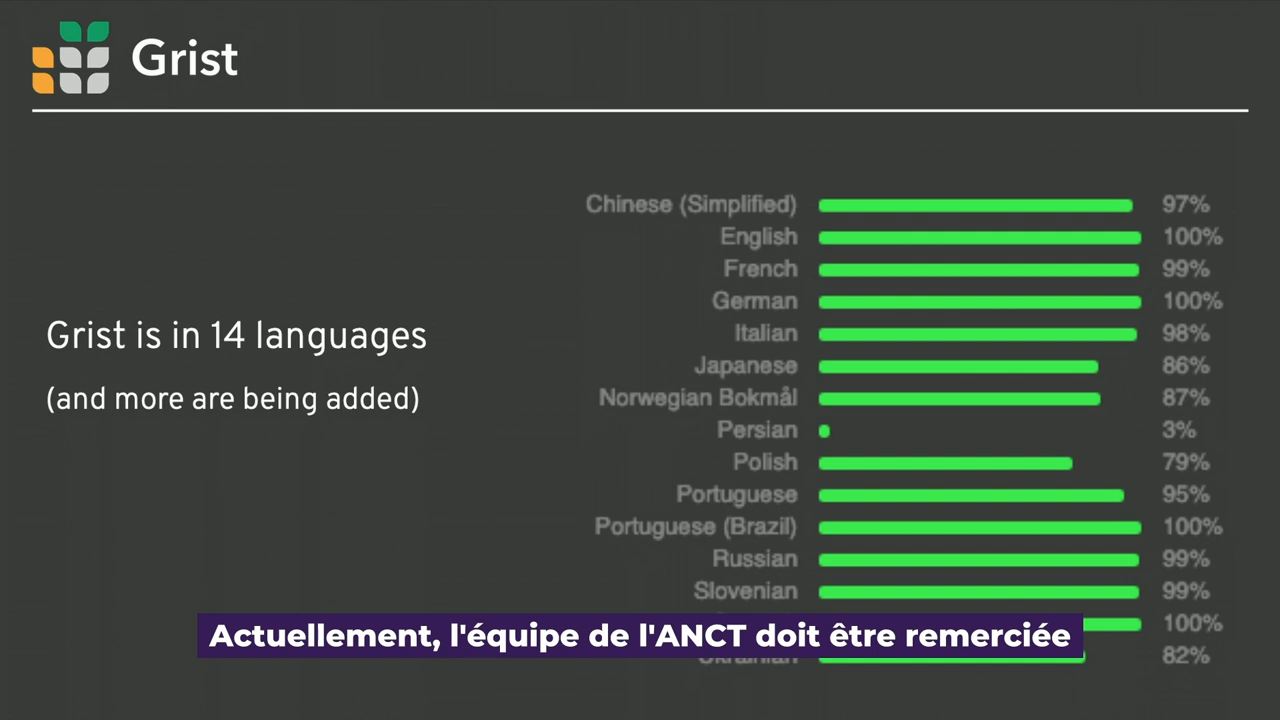 Grist
Grist is in 14 languages
(and more are being added)
Chinese (Simplified) 97%
English 100%
French 99%
German 100%
Italian 98%
Japanese 86%
Norwegian Bokmål 87%
Persian 3%
Polish 79%
Portuguese 95%
Portuguese (Brazil) 100%
Russian 99%
Slovenian 99%
100%
Ukrainian 82%
Actuellement, l'équipe de l'ANCT doit être remerciée